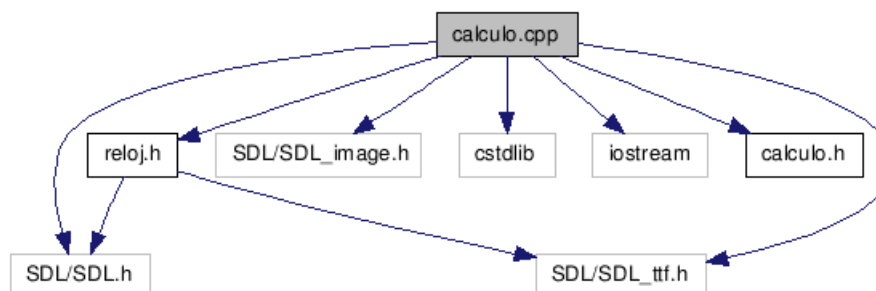 calculo.cpp
reloj.h
SDL/SDL_image.h
cstdlib
iostream
calculo.h
SDL/SDL.h
SDL/SDL_ttf.h